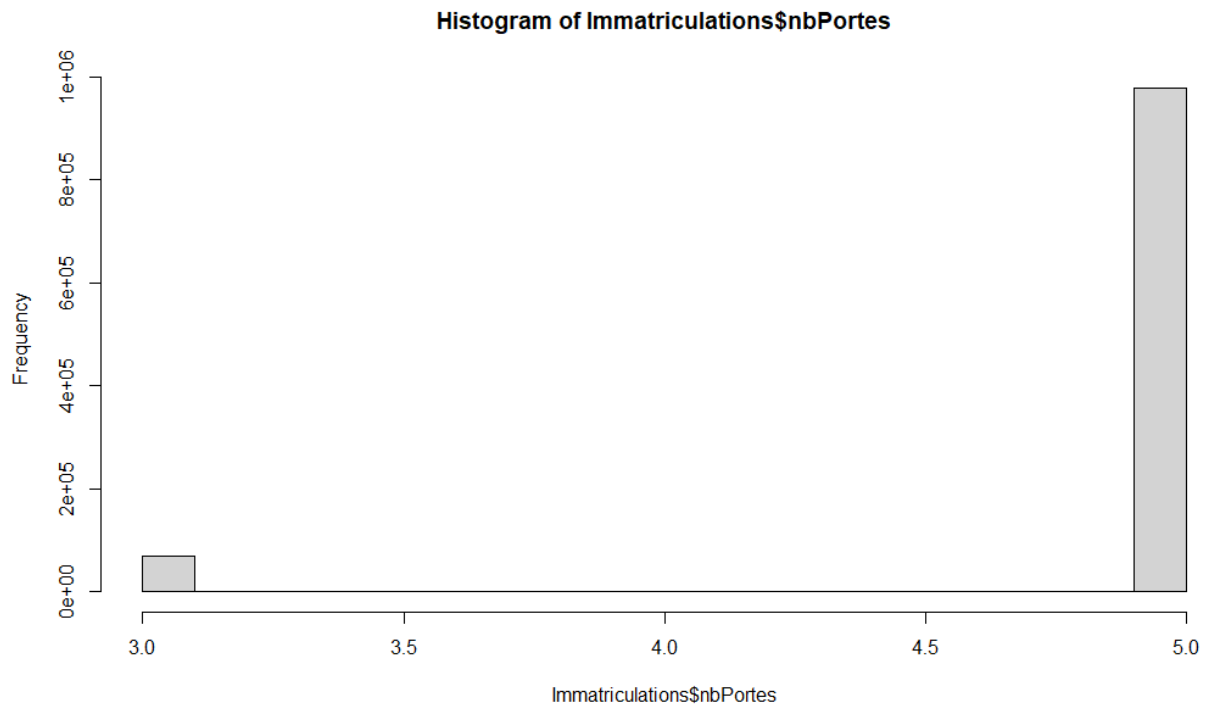 Histogram of Immatriculations$nbPortes
Frequency
1e+06
8e+05
6e+05
4e+05
2e+05
0e+00
3.0 3.5 4.0 4.5 5.0
Immatriculations$nbPortes